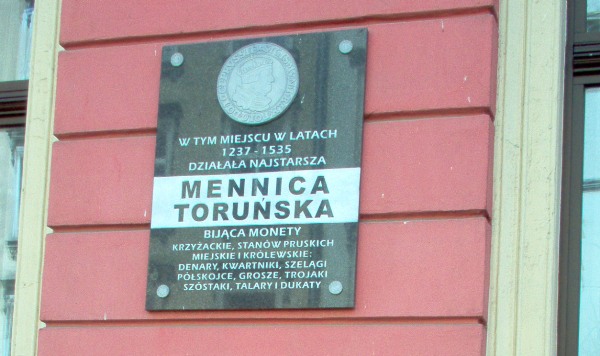 W TYM MIEJSCU W LATACH
1237 - 1535
DZIAŁAŁA NAJSTARSZA
MENNICA
TORUŃSKA
BIJĄCA MONETY
KRZYŻACKIE, STANÓW PRUSKICH
MIEJSKIE I KRÓLEWSKIE:
DENARY, KWARTNIKI, SZELĄGI
PÓŁSKOJCE, GROSZE, TROJAKI
SZÓSTAKI, TALARY I DUKATY